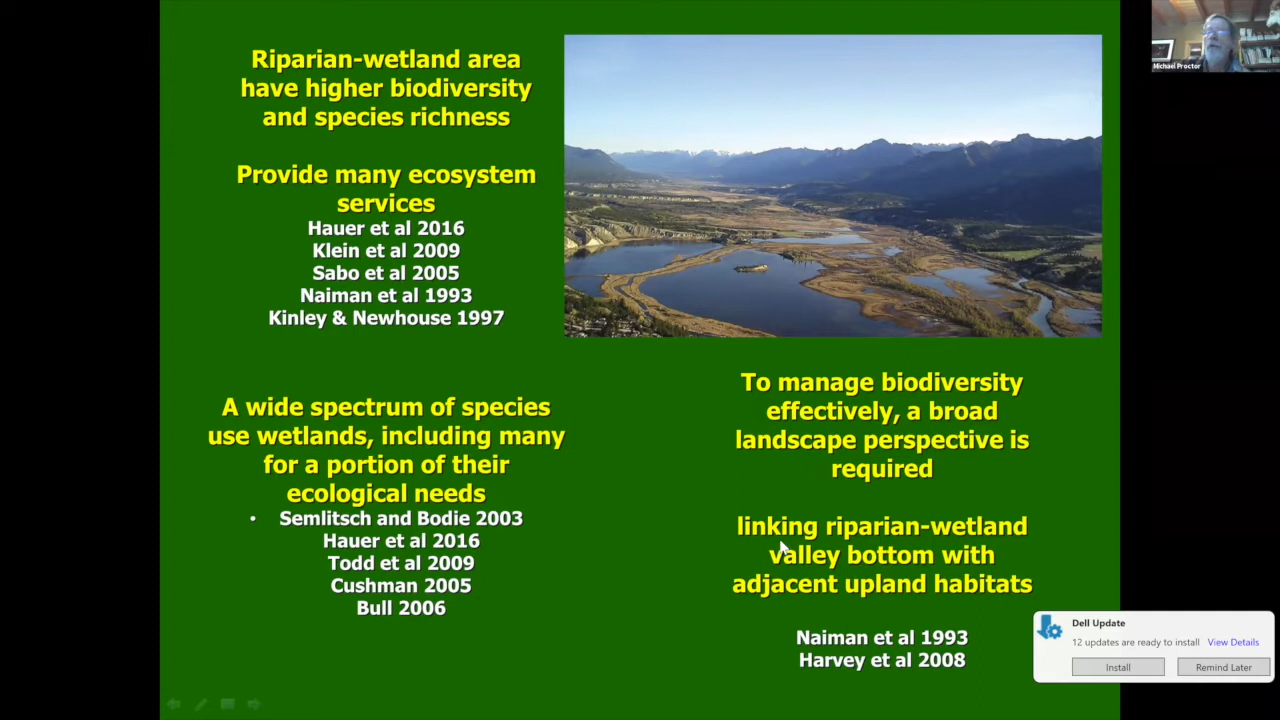 Riparian-wetland area
have higher biodiversity
and species richness
Provide many ecosystem
services
Hauer et al 2016
Klein et al 2009
Sabo et al 2005
Naiman et al 1993
Kinley & Newhouse 1997
A wide spectrum of species
use wetlands, including many
for a portion of their
ecological needs
• Semlitsch and Bodie 2003
Hauer et al 2016
Todd et al 2009
Cushman 2005
Bull 2006
To manage biodiversity
effectively, a broad
landscape perspective is
required
linking riparian-wetland
valley bottom with
adjacent upland habitats
Naiman et al 1993
Harvey et al 2008
Michael Proctor
Dell Update
12 updates are ready to install View Details
Install Remind Later